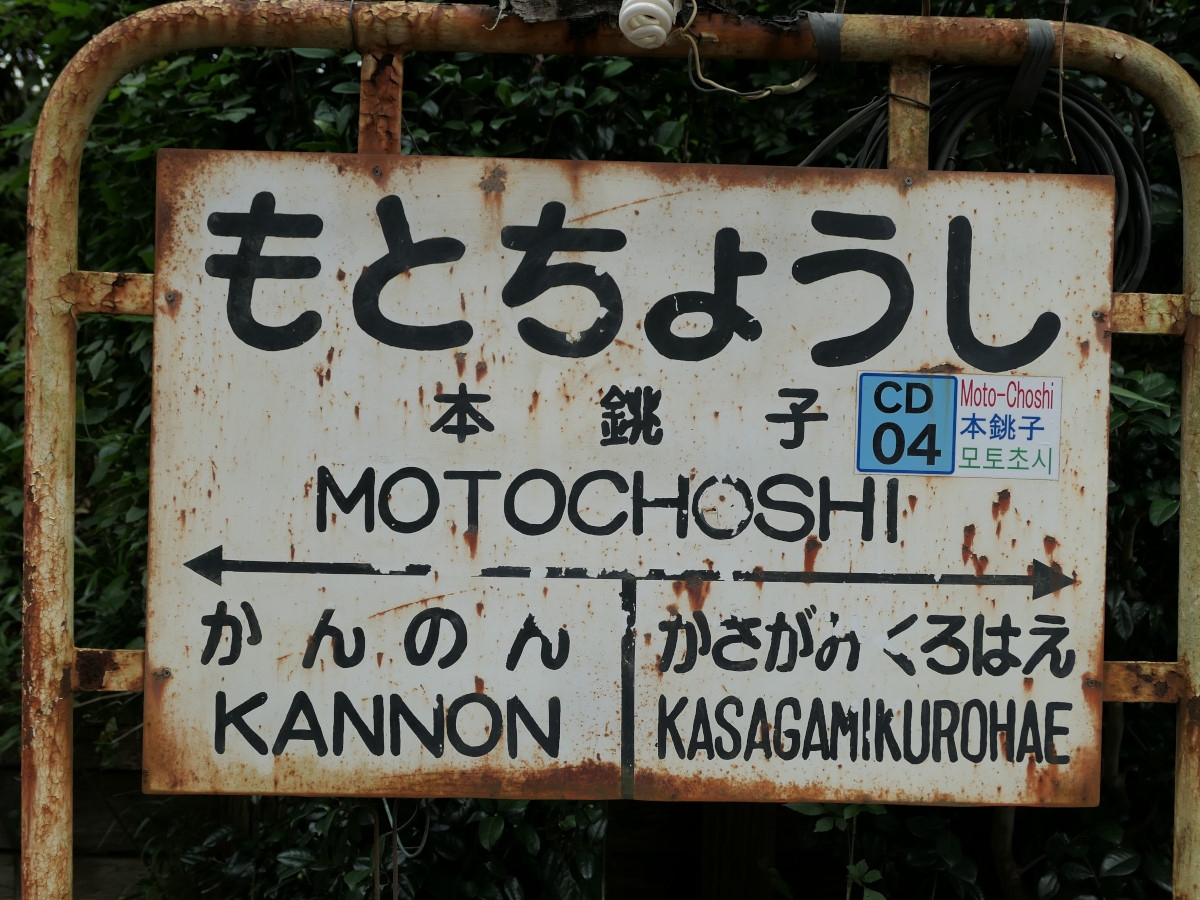 もとちょうし
本銚子
CD
04
Moto-Choshi
本銚子
모토초시
MOTOCHOSHI
かんのん
かさがみくろはえ
KANNON
KASAGAMIKUROHAE